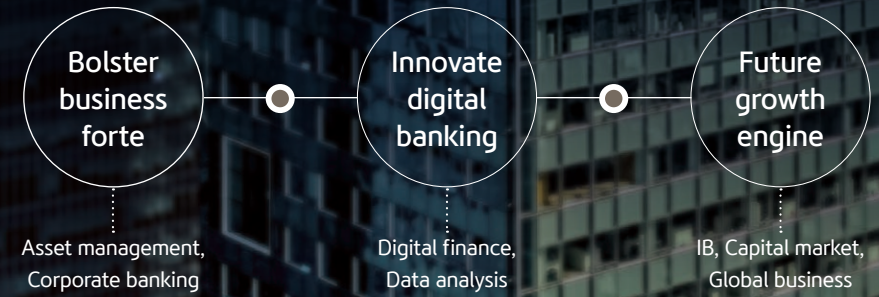 Bolster
business
forte
Innovate
digital
banking
Future
growth
engine
Asset management,
Corporate banking
Digital finance,
Data analysis
IB, Capital market,
Global business